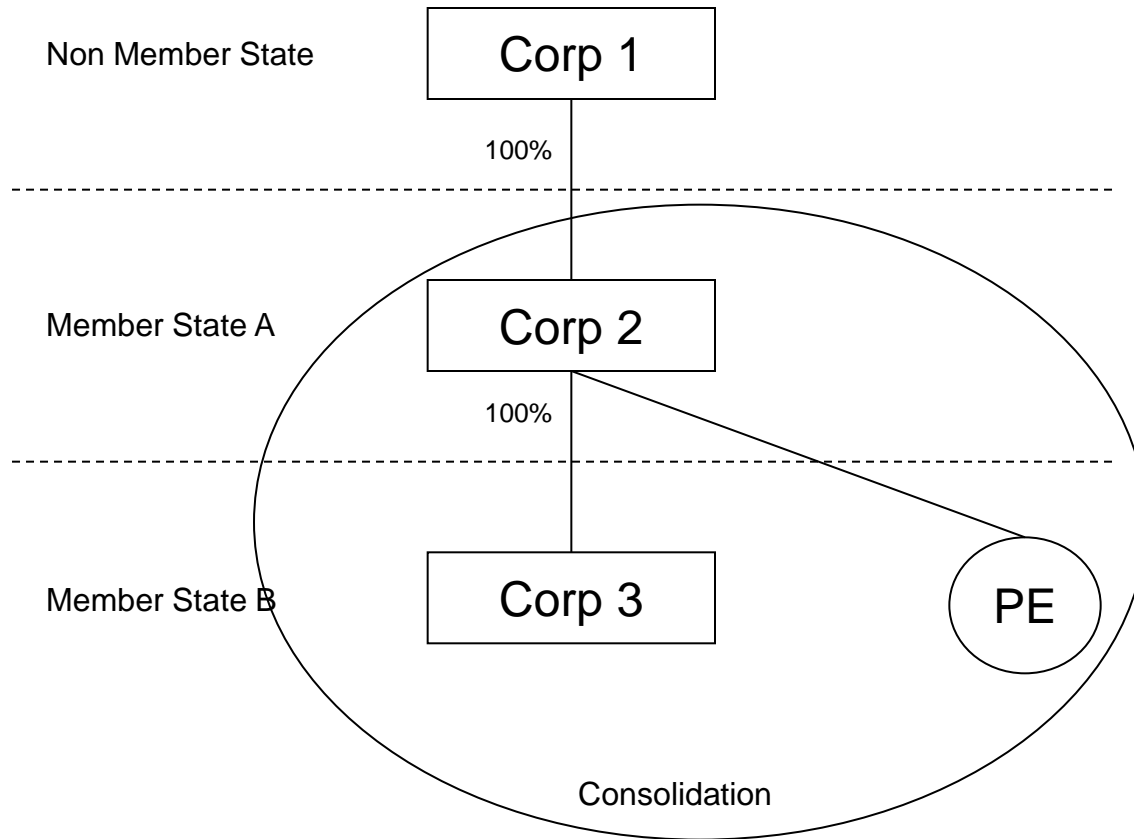 Non Member State
Corp 1
100%
Member State A
Corp 2
100%
Member State B
Corp 3
PE
Consolidation